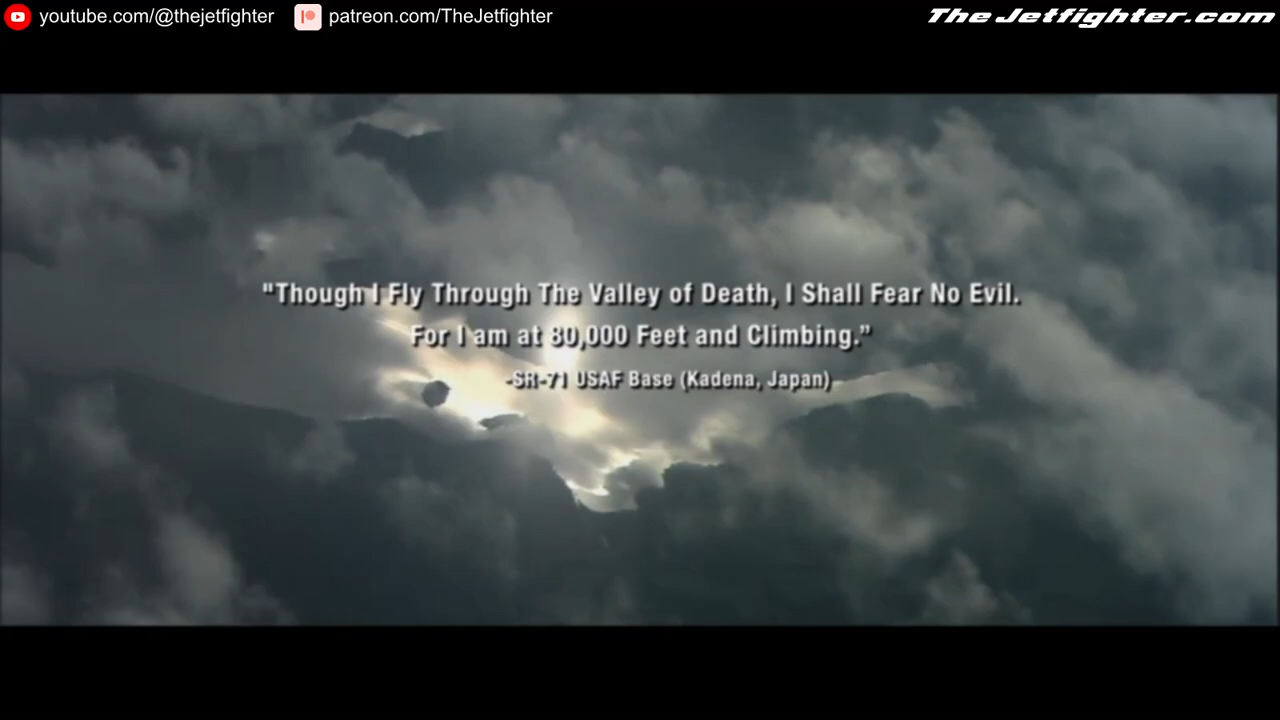 youtube.com/@thejetfighter patreon.com/TheJetfighter TheJetfighter.com
"Though I Fly Through The Valley of Death, I Shall Fear No Evil.
For I am at 80,000 Feet and Climbing.”
-SR-71 USAF Base (Kadena, Japan)